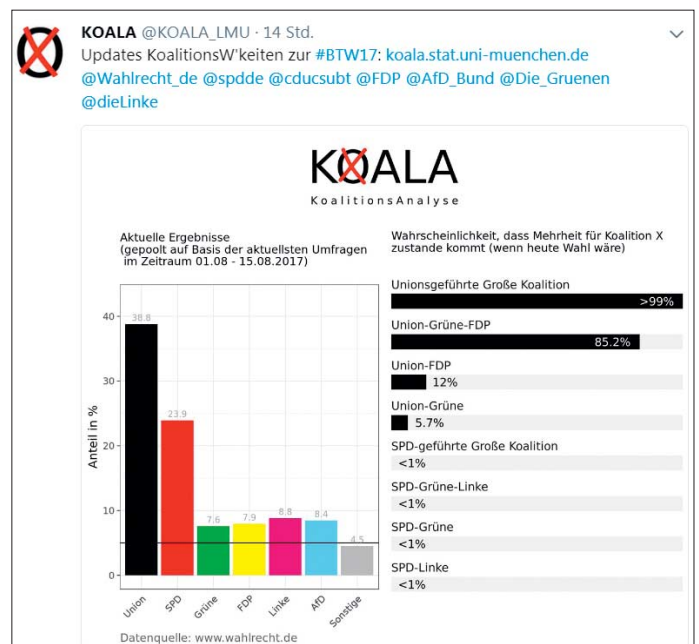 KOALA @KOALA_LMU · 14 Std.
Updates KoalitionsW'keiten zur #BTW17: koala.stat.uni-muenchen.de
@Wahlrecht_de @spdde @cducsubt @FDP @AfD_Bund @Die_Gruenen
@dieLinke
KOALA
KoalitionsAnalyse
Aktuelle Ergebnisse
(gepoolt auf Basis der aktuellsten Umfragen
im Zeitraum 01.08 - 15.08.2017)
Anteil in %
40
30
20
10
0
38.8
23.9
7.6
7.9
8.8
8.4
4.5
Union
SPD
Grüne
FDP
Linke
AfD
Sonstige
Datenquelle: www.wahlrecht.de
Wahrscheinlichkeit, dass Mehrheit für Koalition X
zustande kommt (wenn heute Wahl wäre)
Unionsgeführte Große Koalition
>99%
Union-Grüne-FDP
85.2%
Union-FDP
12%
Union-Grüne
5.7%
SPD-geführte Große Koalition
<1%
SPD-Grüne-Linke
<1%
SPD-Grüne
<1%
SPD-Linke
<1%